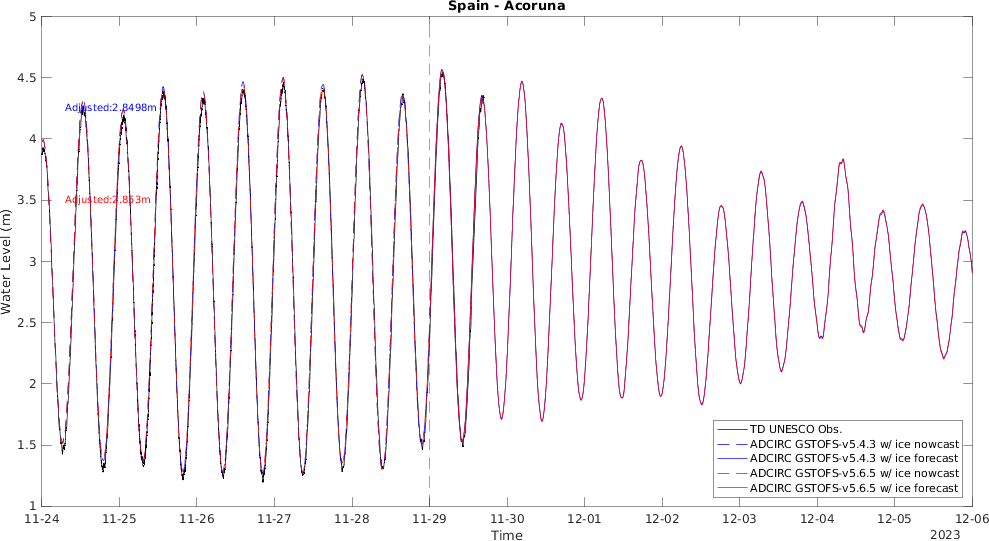 Spain - Acoruna
5
4.5
4
3.5
3
2.5
2
1.5
1
Water Level (m)
Adjusted:2.8498m
Adjusted:2.853m
TD UNESCO Obs.
ADCIRC GSTOFS-v5.4.3 w/ ice nowcast
ADCIRC GSTOFS-v5.4.3 w/ ice forecast
ADCIRC GSTOFS-v5.6.5 w/ ice nowcast
ADCIRC GSTOFS-v5.6.5 w/ ice forecast
11-24 11-25 11-26 11-27 11-28 11-29 11-30 12-01 12-02 12-03 12-04 12-05 12-06
Time
2023